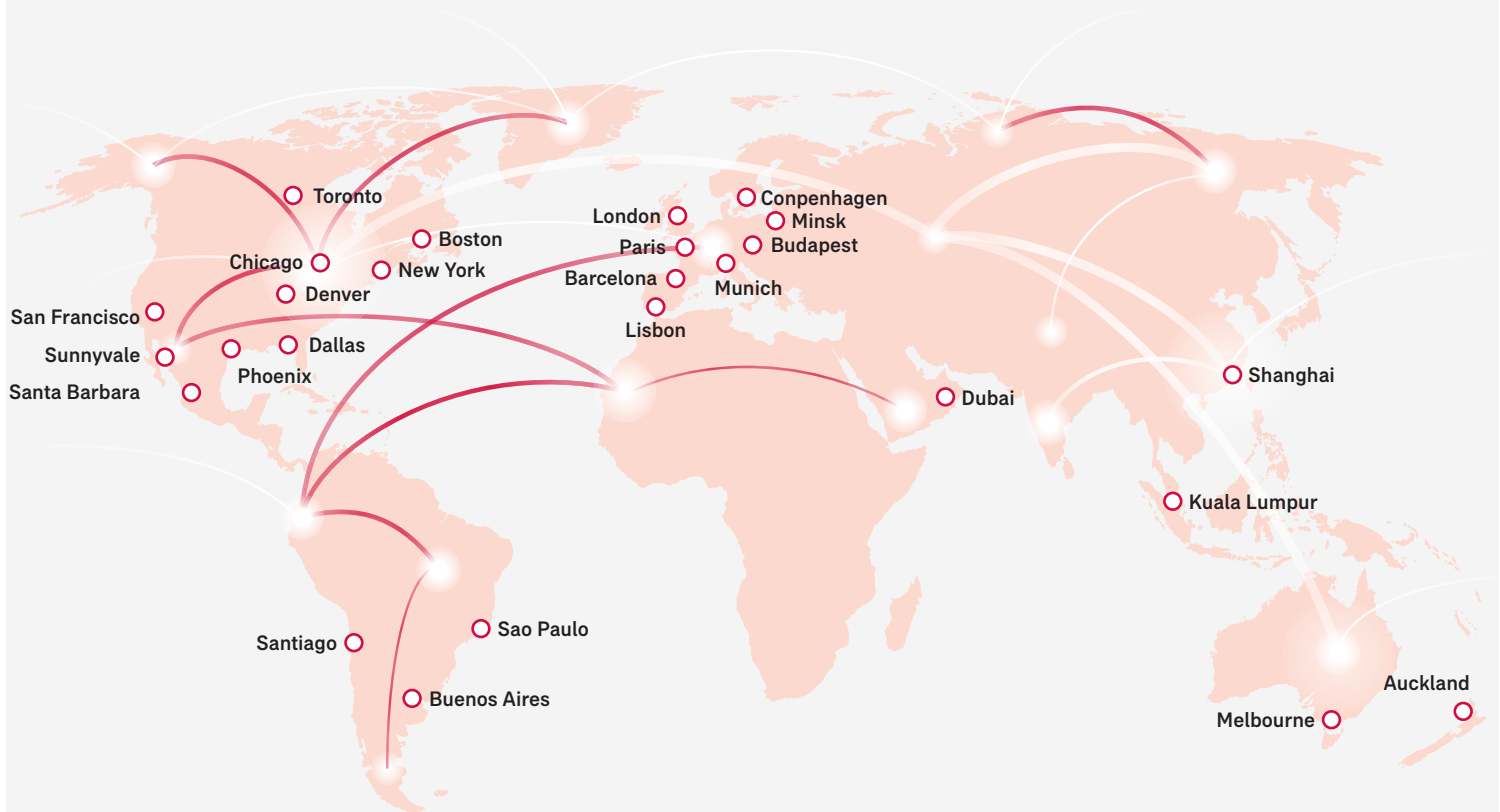 Toronto
Conpenhagen
London
Minsk
Boston
Paris
Budapest
Chicago
New York
Barcelona
Munich
Denver
San Francisco
Lisbon
Sunnyvale
Dallas
Phoenix
Shanghai
Santa Barbara
Dubai
Kuala Lumpur
Sao Paulo
Santiago
Auckland
Buenos Aires
Melbourne